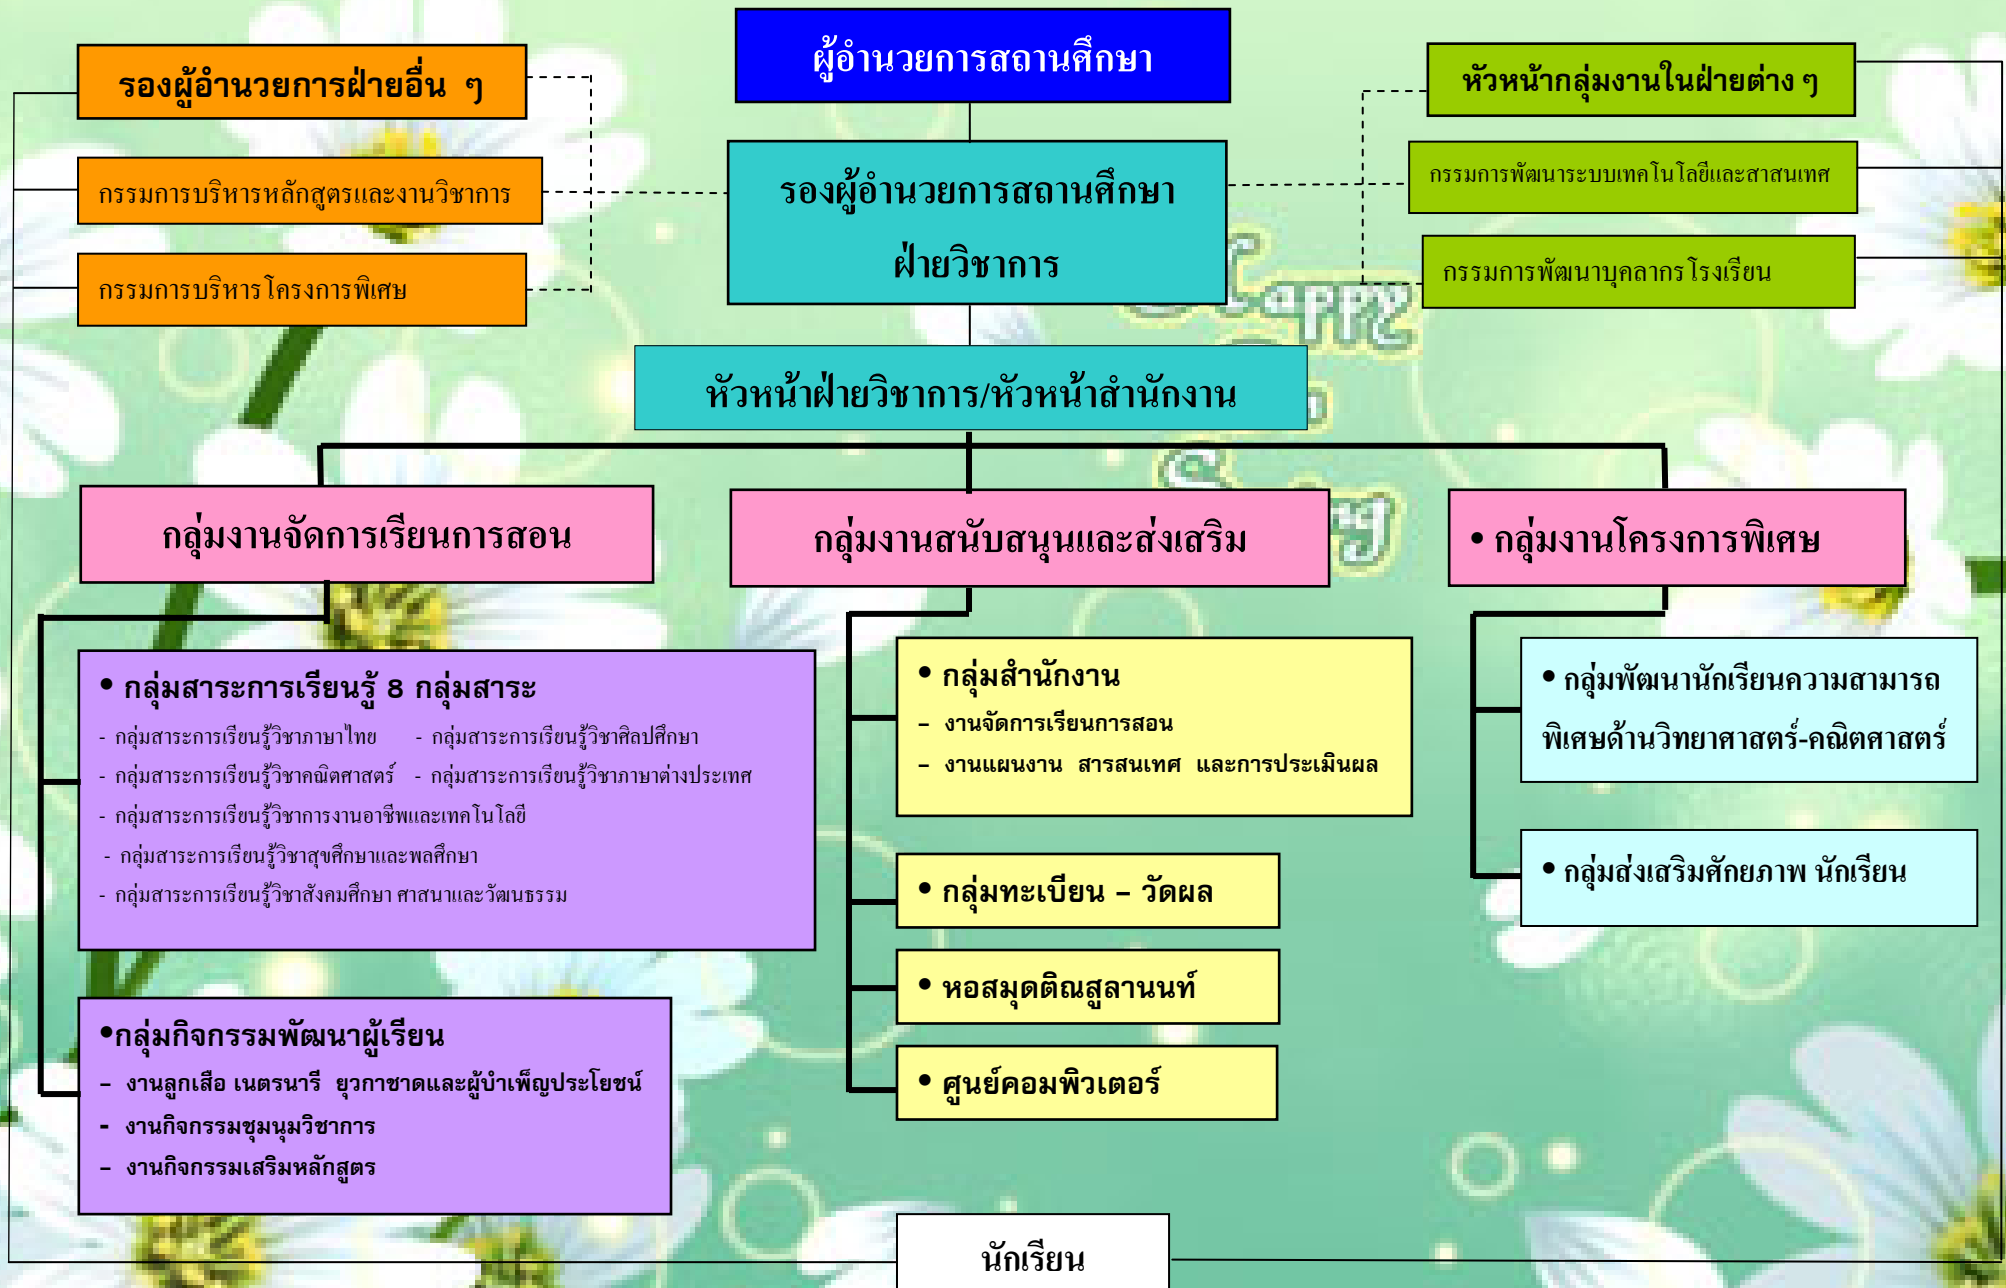 ผู้อำนวยการสถานศึกษา
รองผู้อำนวยการฝ่ายอื่น ๆ
หัวหน้ากลุ่มงานในฝ่ายต่าง ๆ
กรรมการบริหารหลักสูตรและงานวิชาการ
รองผู้อำนวยการสถานศึกษา
ฝ่ายวิชาการ
กรรมการพัฒนาระบบเทคโนโลยีและสาสนเทศ
กรรมการบริหารโครงการพิเศษ
กรรมการพัฒนาบุคลากรโรงเรียน
Happy
หัวหน้าฝ่ายวิชาการ/หัวหน้าสำนักงาน
กลุ่มงานจัดการเรียนการสอน
กลุ่มงานสนับสนุนและส่งเสริม
• กลุ่มงานโครงการพิเศษ
• กลุ่มสาระการเรียนรู้ 8 กลุ่มสาระ
- กลุ่มสาระการเรียนรู้วิชาภาษาไทย - กลุ่มสาระการเรียนรู้วิชาศิลปศึกษา
- กลุ่มสาระการเรียนรู้วิชาคณิตศาสตร์ - กลุ่มสาระการเรียนรู้วิชาภาษาต่างประเทศ
- กลุ่มสาระการเรียนรู้วิชาการงานอาชีพและเทคโนโลยี
- กลุ่มสาระการเรียนรู้วิชาสุขศึกษาและพลศึกษา
- กลุ่มสาระการเรียนรู้วิชาสังคมศึกษา ศาสนาและวัฒนธรรม
•กลุ่มกิจกรรมพัฒนาผู้เรียน
– งานลูกเสือ เนตรนารี ยุวกาชาดและผู้บำเพ็ญประโยชน์
- งานกิจกรรมชุมนุมวิชาการ
– งานกิจกรรมเสริมหลักสูตร
• กลุ่มสำนักงาน
– งานจัดการเรียนการสอน
– งานแผนงาน สารสนเทศ และการประเมินผล
• กลุ่มทะเบียน – วัดผล
• หอสมุดติณสูลานนท์
• ศูนย์คอมพิวเตอร์
• กลุ่มพัฒนานักเรียนความสามารถ
พิเศษด้านวิทยาศาสตร์-คณิตศาสตร์
• กลุ่มส่งเสริมศักยภาพ นักเรียน
นักเรียน